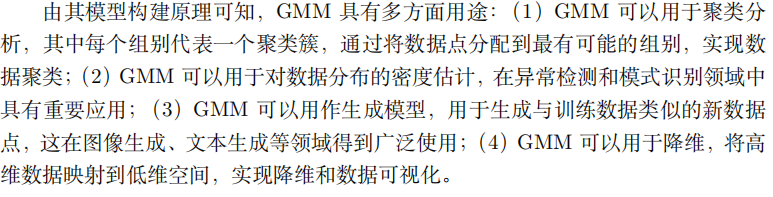 由其模型构建原理可知，GMM 具有多方面用途：（1）GMM 可以用于聚类分
析，其中每个组别代表一个聚类簇，通过将数据点分配到最有可能的组别，实现数
据聚类；（2）GMM 可以用于对数据分布的密度估计，在异常检测和模式识别领域中
具有重要应用；（3）GMM 可以用作生成模型，用于生成与训练数据类似的新数据
点，这在图像生成、文本生成等领域得到广泛使用；（4）GMM 可以用于降维，将高
维数据映射到低维空间，实现降维和数据可视化。